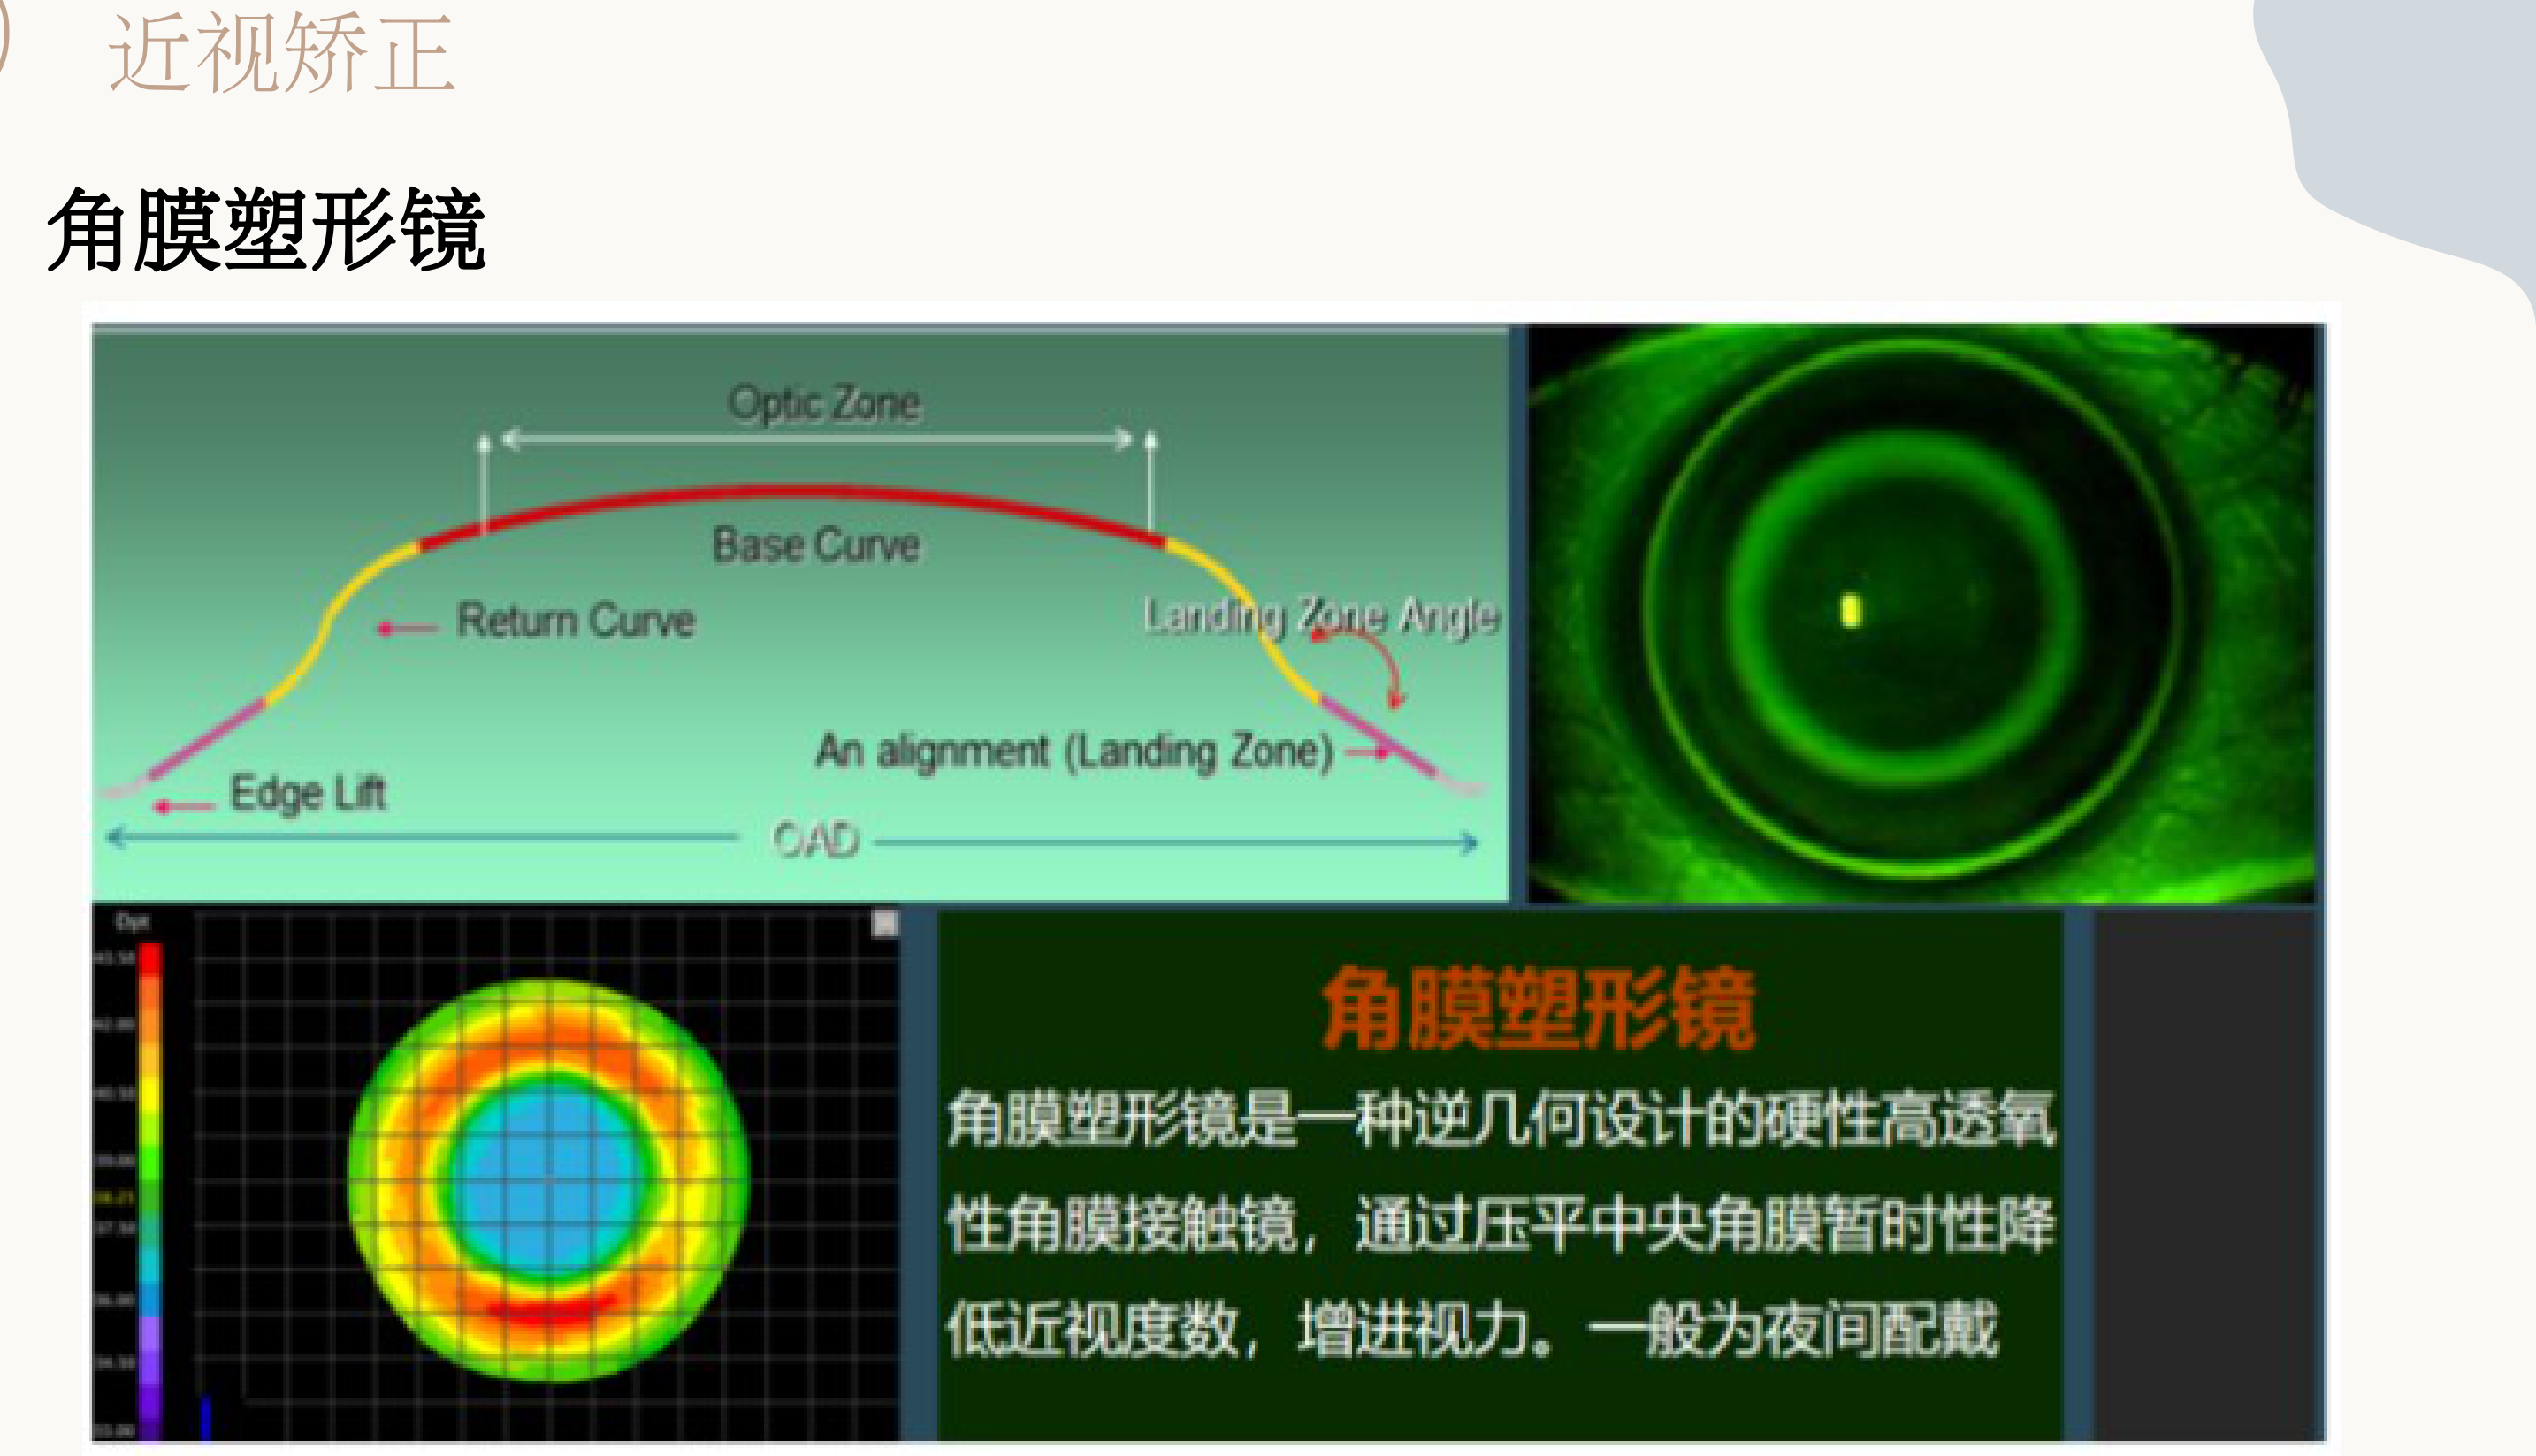 近视矫正
角膜塑形镜
Optic Zone
Base Curve
Return Curve
Landing Zone Angle
An alignment (Landing Zone)
Edge Lift
OAD
角膜塑形镜
角膜塑形镜是一种逆几何设计的硬性高透氧
性角膜接触镜，通过压平中央角膜暂时性降
低近视度数，增进视力。一般为夜间配戴